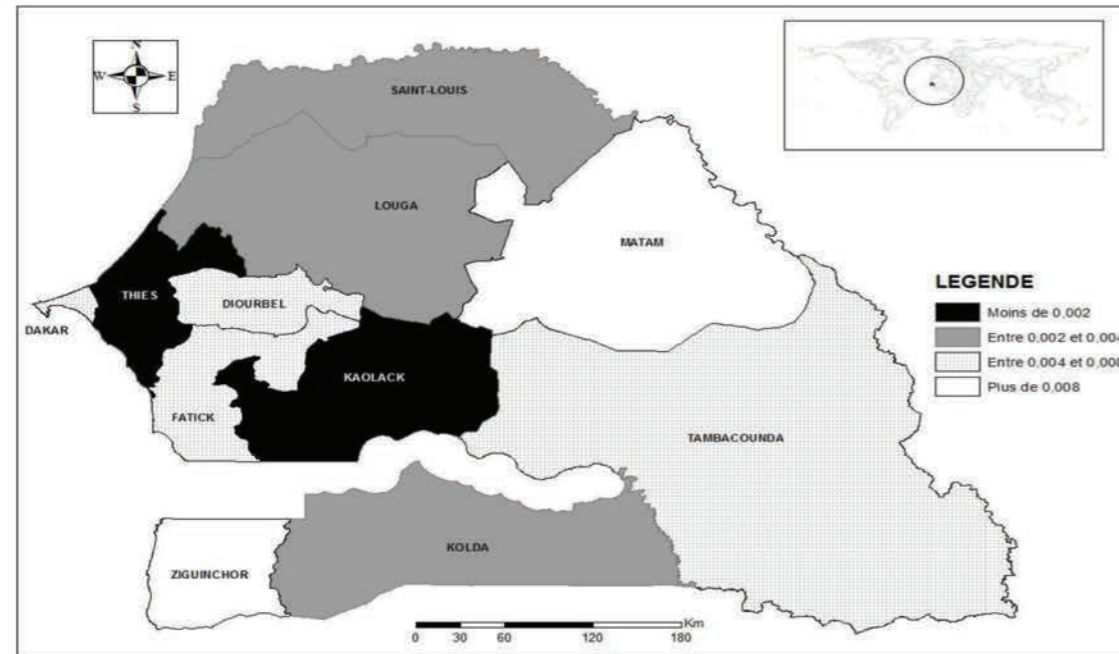 N
W E
S
SAINT-LOUIS
LOUGA
MATAM
THIES
DIOURBEL
DAKAR
KAOLACK
FATICK
TAMBACOUNDA
KOLDA
ZIGUINCHOR
LEGENDE
Moins de 0,002
Entre 0,002 et 0,004
Entre 0,004 et 0,008
Plus de 0,008
Km
0 30 60 120 180